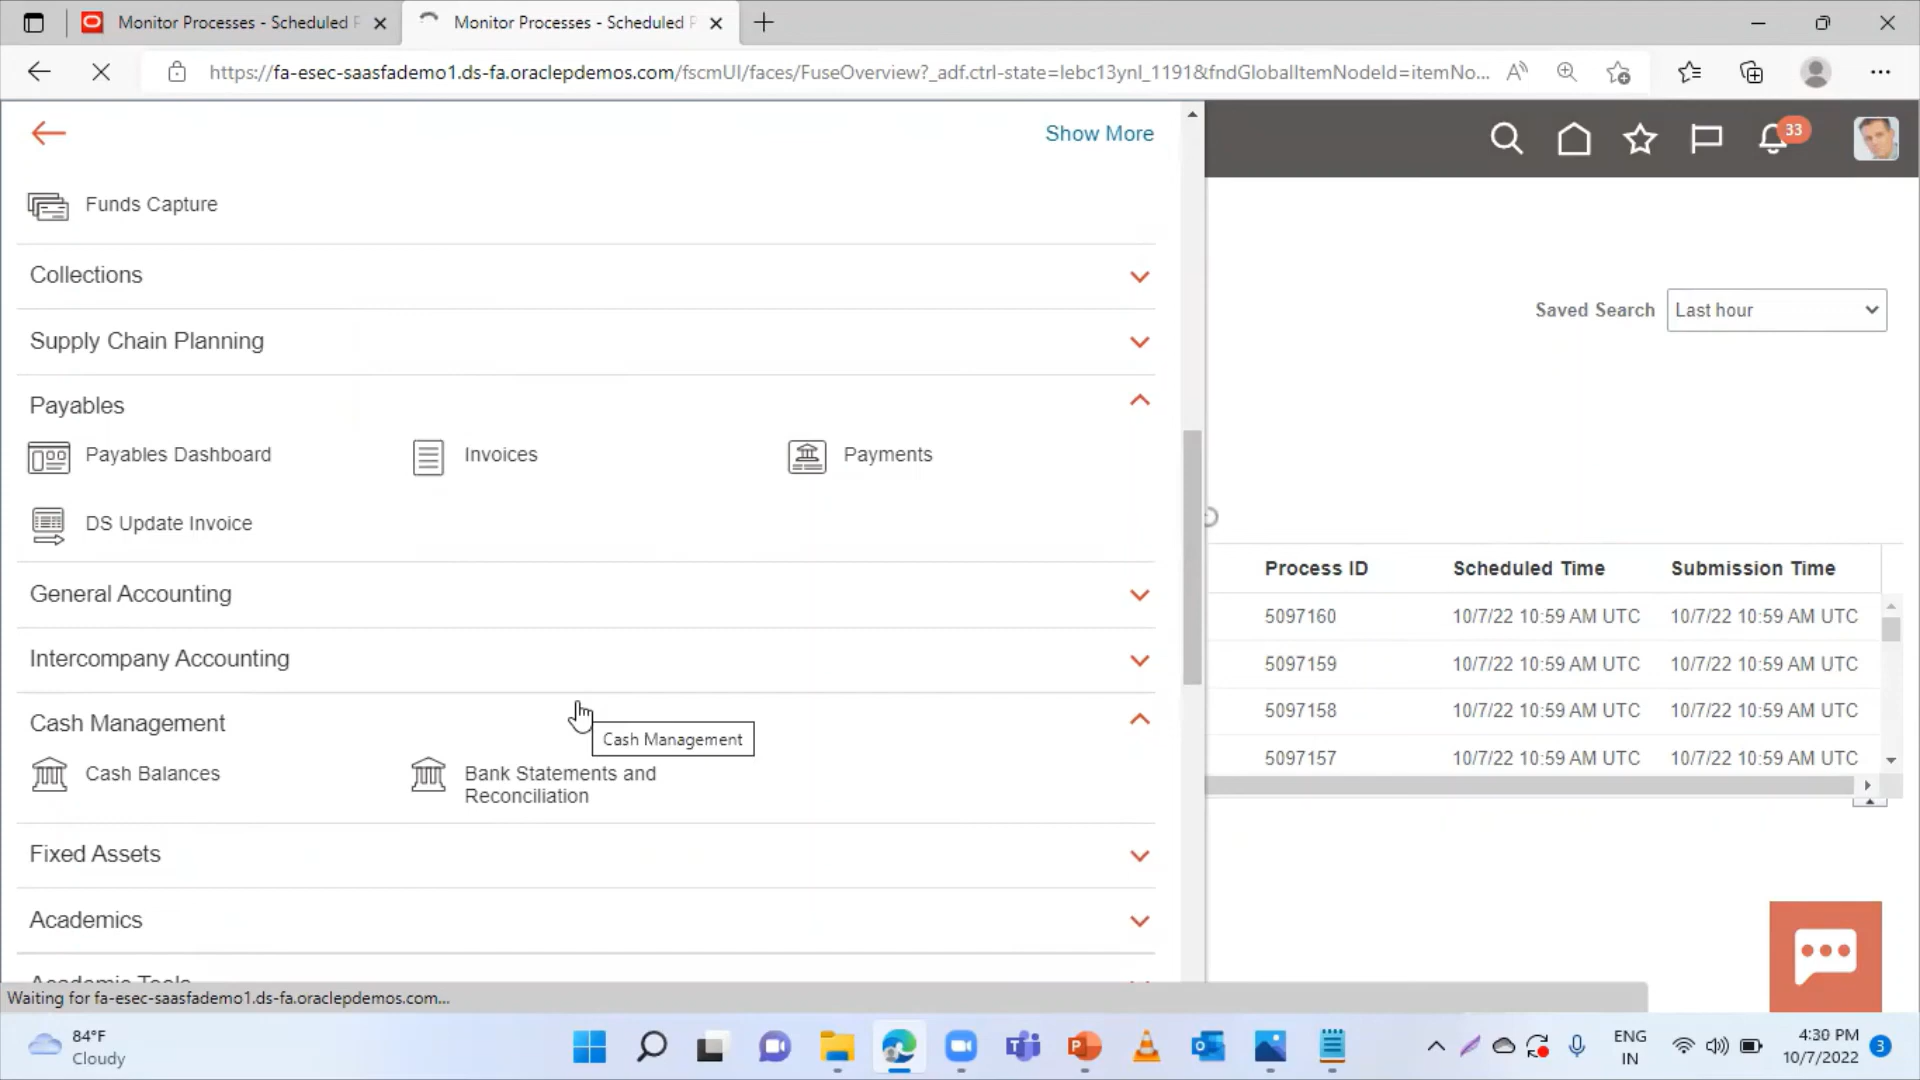 Monitor Processes - Scheduled P
Monitor Processes - Scheduled P
https://fa-esec-saasfademo1.ds-fa.oraclepdemos.com/fscmUI/faces/FuseOverview?_adf.ctrl-state=lebc13ynl_1191&fndGlobalItemNodeId=itemNo...
Show More
33
Funds Capture
Collections
Saved Search
Last hour
Supply Chain Planning
Payables
Payables Dashboard
Invoices
Payments
DS Update Invoice
General Accounting
Process ID
Scheduled Time
Submission Time
5097160
10/7/22 10:59 AM UTC
10/7/22 10:59 AM UTC
Intercompany Accounting
5097159
10/7/22 10:59 AM UTC
10/7/22 10:59 AM UTC
5097158
10/7/22 10:59 AM UTC
10/7/22 10:59 AM UTC
Cash Management
Cash Management
5097157
10/7/22 10:59 AM UTC
10/7/22 10:59 AM UTC
Cash Balances
Bank Statements and
Reconciliation
Fixed Assets
Academics
Academic Tools
Waiting for fa-esec-saasfademo1.ds-fa.oraclepdemos.com...
84°F
Cloudy
ENG
IN
4:30 PM
10/7/2022
3